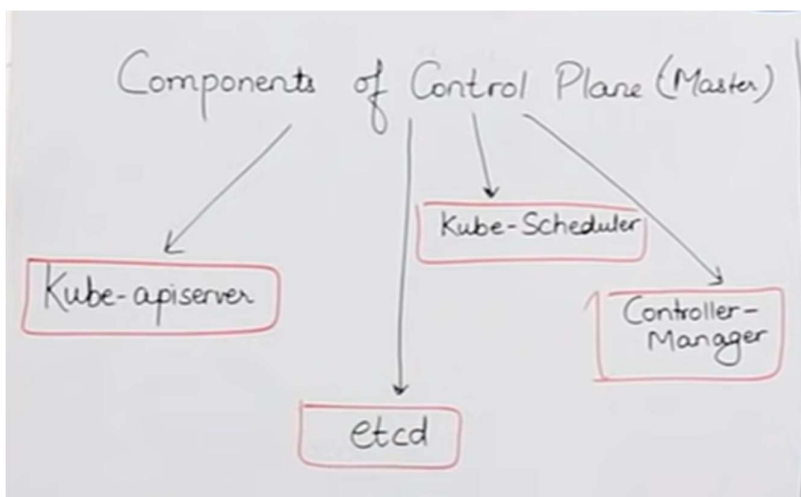 Components of Control Plane (Master)
Kube-Scheduler
Kube-apiserver
Controller-
Manager
etcd